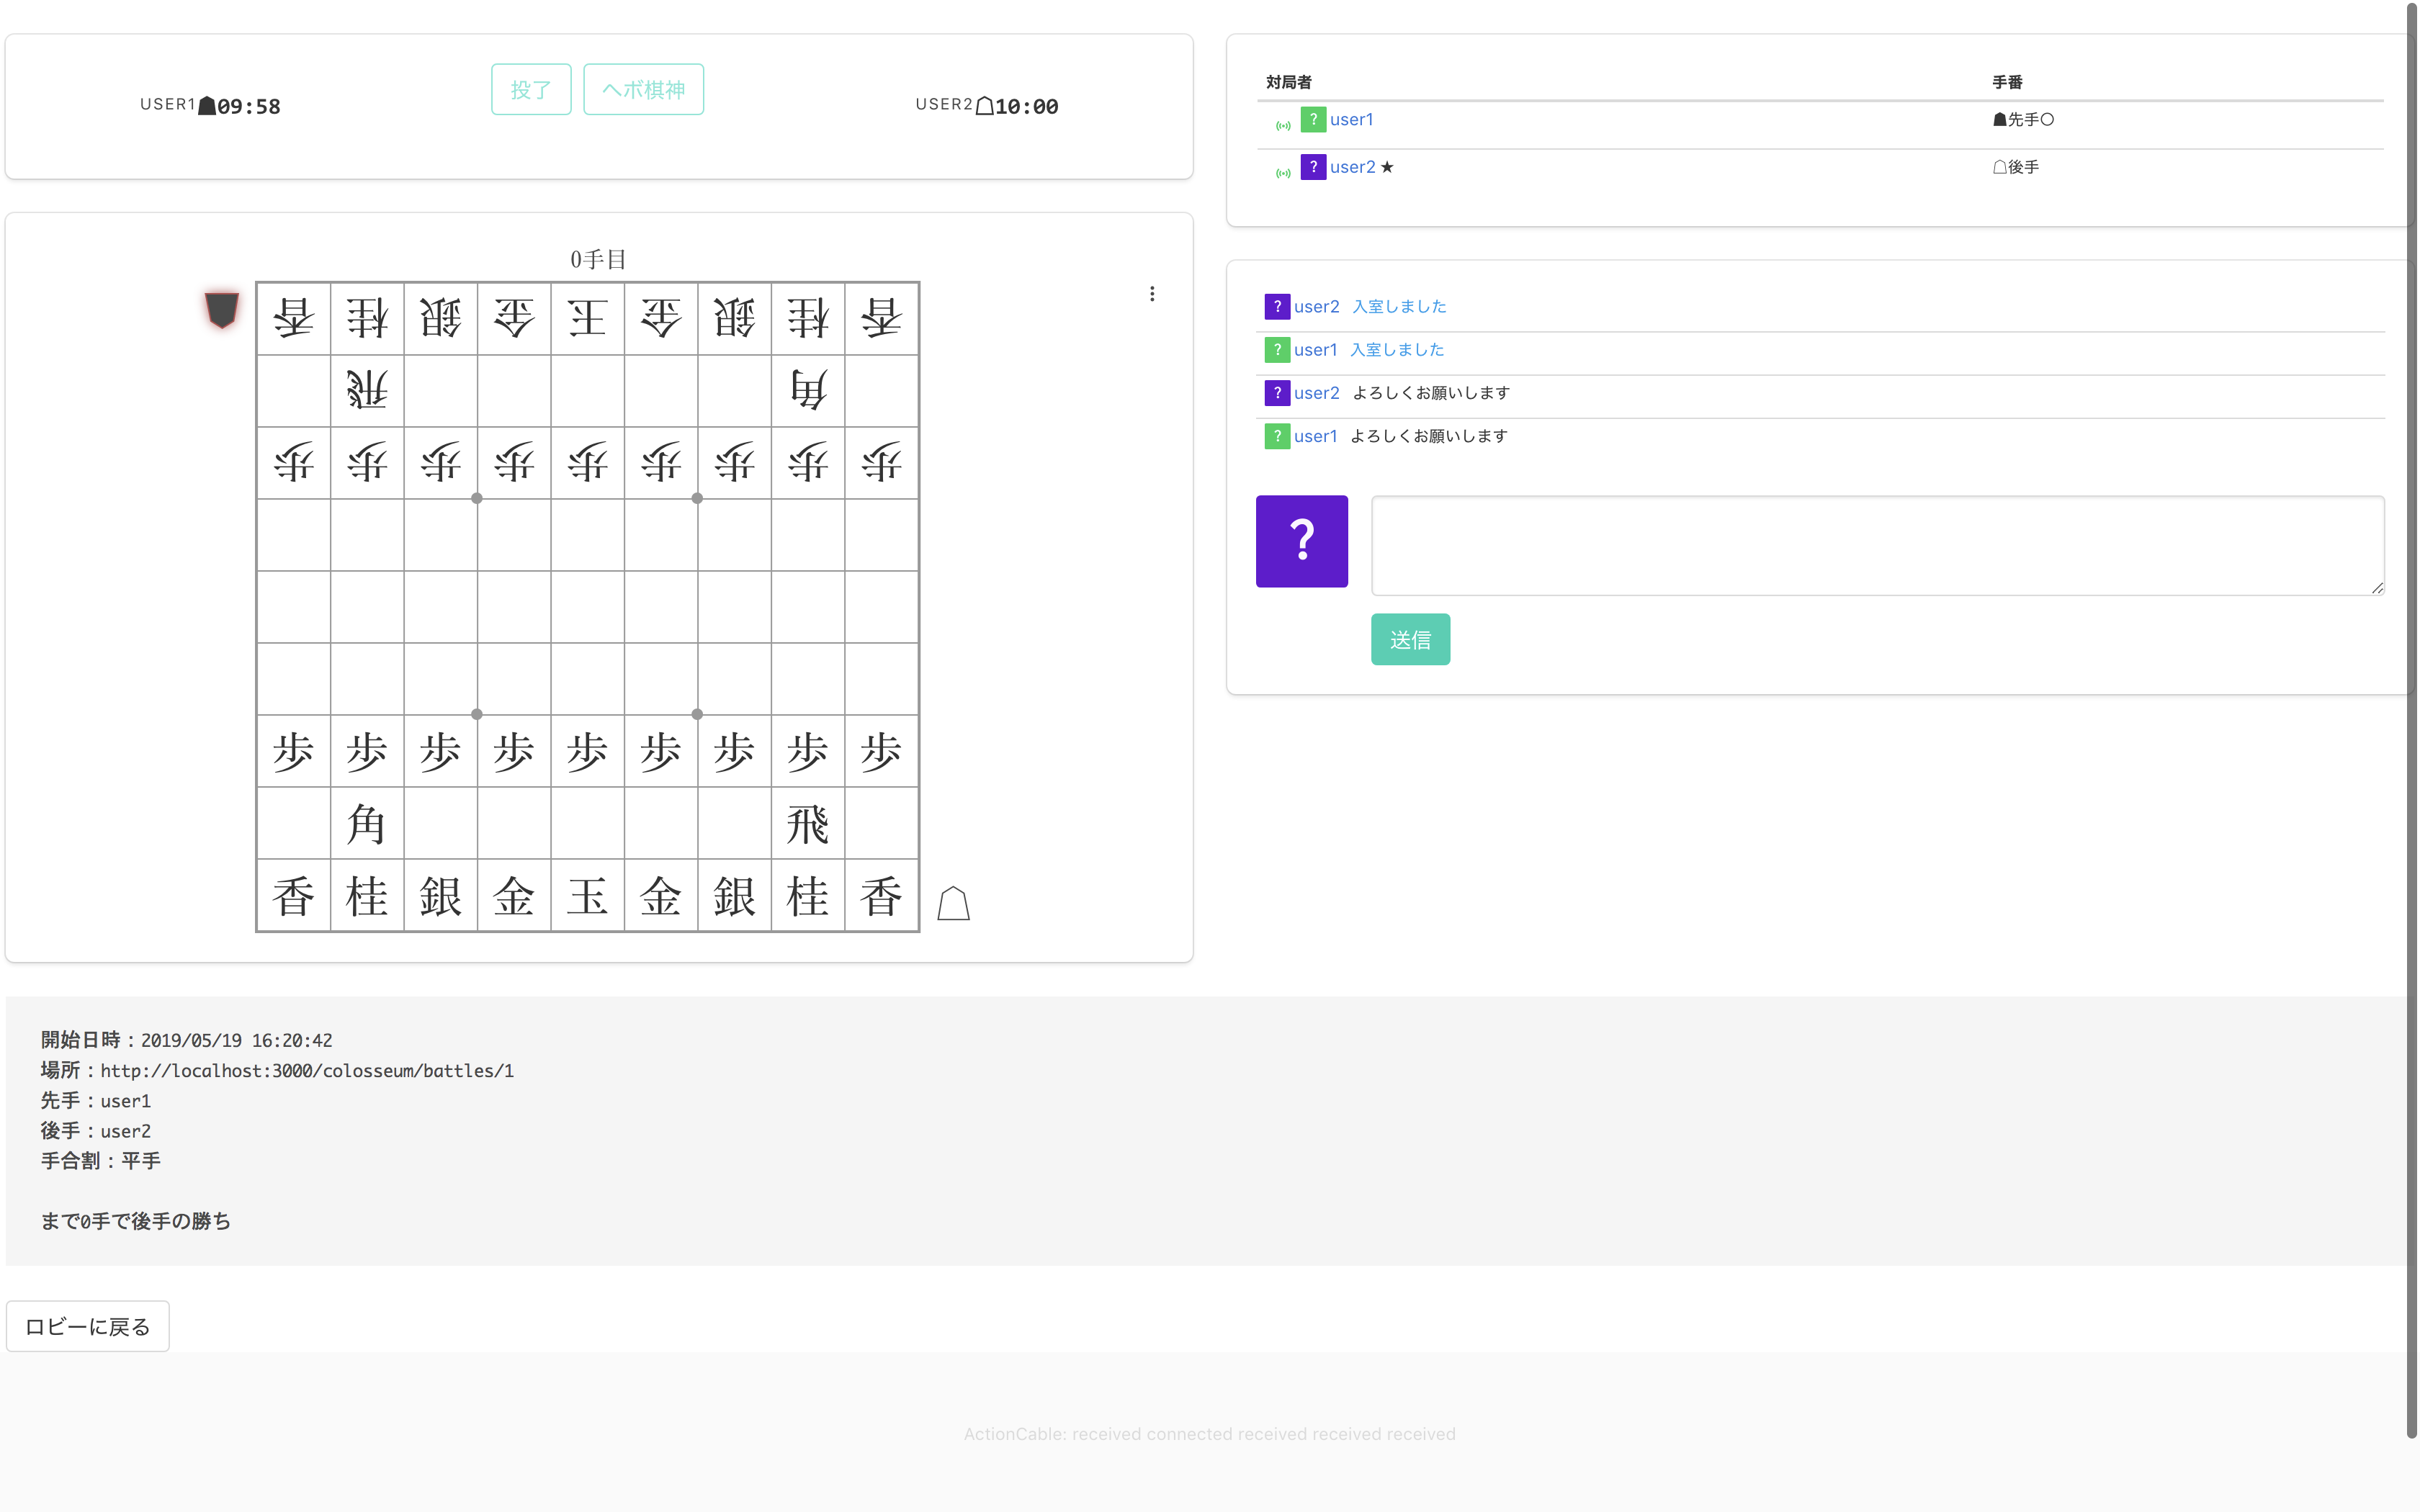 USER1☗09:58
投了
ヘボ棋神
USER2☖10:00
0手目
香桂銀金王金銀桂香
飛角
歩歩歩歩歩歩歩歩歩
歩歩歩歩歩歩歩歩歩
角飛
香桂銀金玉金銀桂香
対局者 手番
? user1 ☗先手〇
? user2 ★ ☖後手
? user2 入室しました
? user1 入室しました
? user2 よろしくお願いします
? user1 よろしくお願いします
?
送信
開始日時：2019/05/19 16:20:42
場所：http://localhost:3000/colosseum/battles/1
先手：user1
後手：user2
手合割：平手
まで0手で後手の勝ち
ロビーに戻る
ActionCable: received connected received received received